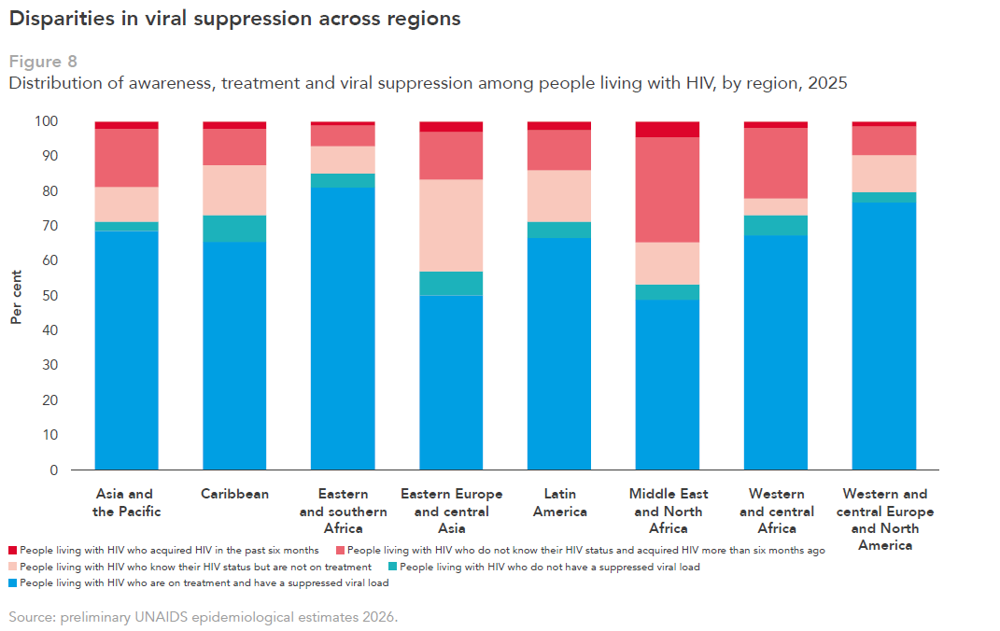 Disparities in viral suppression across regions
Figure 8
Distribution of awareness, treatment and viral suppression among people living with HIV, by region, 2025
Per cent
100
90
80
70
60
50
40
30
20
10
0
Asia and
the Pacific
Caribbean
Eastern
and southern
Africa
Eastern Europe
and central
Asia
Latin
America
Middle East
and North
Africa
Western
and central
Africa
Western and
central Europe
and North
America
People living with HIV who acquired HIV in the past six months
People living with HIV who do not know their HIV status and acquired HIV more than six months ago
People living with HIV who know their HIV status but are not on treatment
People living with HIV who do not have a suppressed viral load
People living with HIV who are on treatment and have a suppressed viral load
Source: preliminary UNAIDS epidemiological estimates 2026.